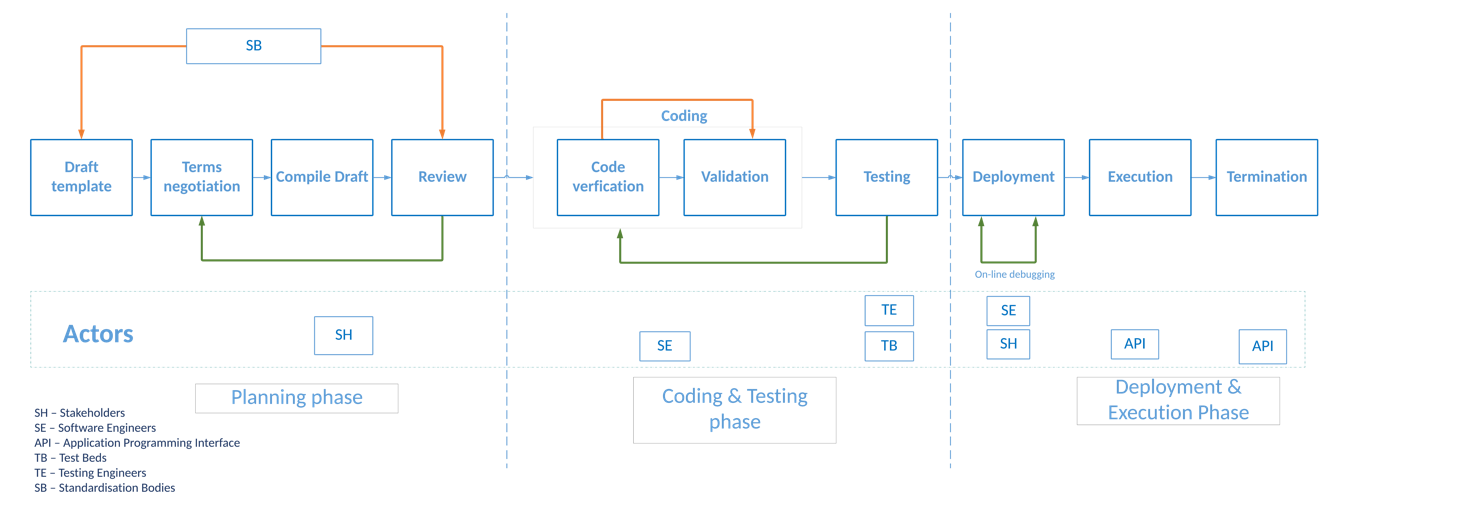 SB
Coding
Draft
template
Terms
negotiation
Compile Draft
Review
Code
verfication
Validation
Testing
Deployment
Execution
Termination
On-line debugging
Actors
SH
SE
TE
TB
SE
SH
API
API
Planning phase
Coding & Testing
phase
Deployment &
Execution Phase
SH – Stakeholders
SE – Software Engineers
API – Application Programming Interface
TB – Test Beds
TE – Testing Engineers
SB – Standardisation Bodies